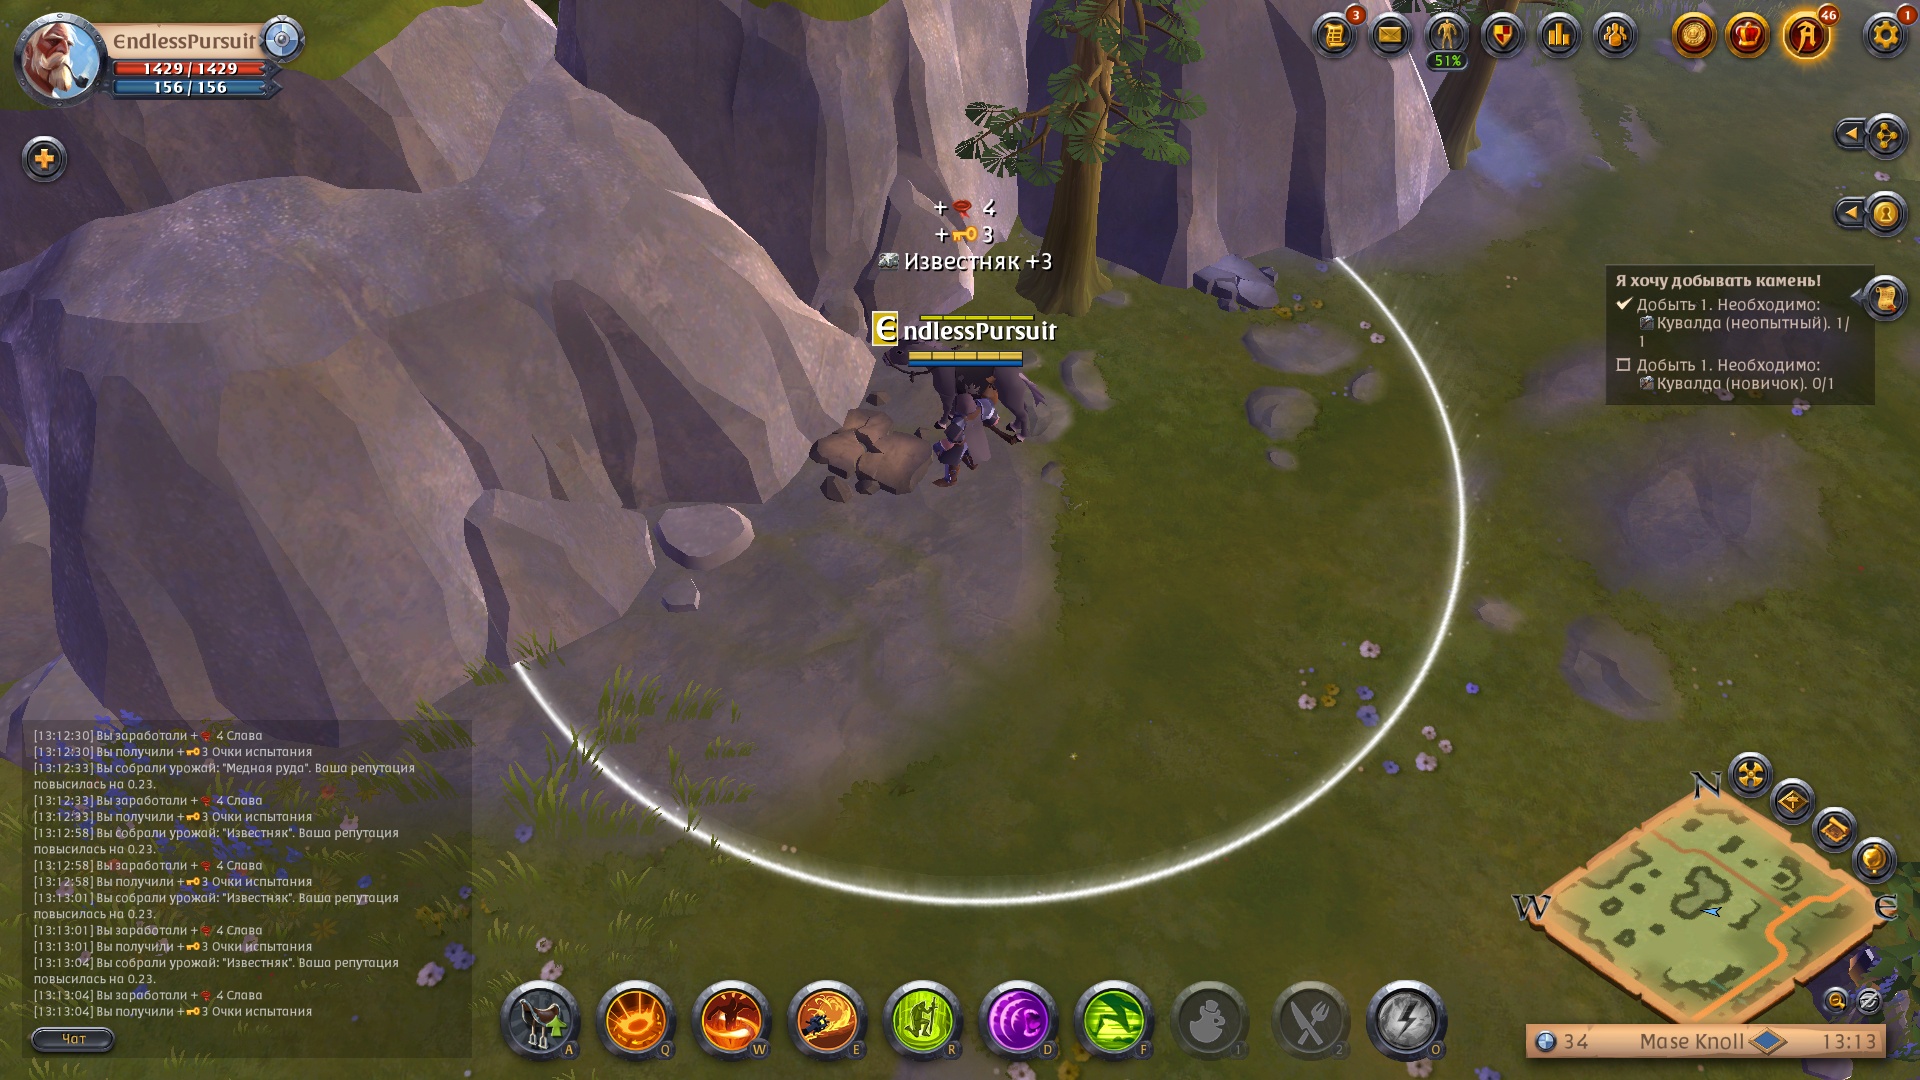 EndlessPursuit
1429 / 1429
156 / 156
3
51%
46
1
+ 4
+ 3
Известняк +3
EndlessPursuit
Я хочу добывать камень!
Добыть 1. Необходимо:
Кувалда (неопытный). 1/
1
Добыть 1. Необходимо:
Кувалда (новичок). 0/1
[13:12:30] Вы заработали + 4 Слава
[13:12:30] Вы получили + 3 Очки испытания
[13:12:33] Вы собрали урожай: "Медная руда". Ваша репутация
повысилась на 0.23.
[13:12:33] Вы заработали + 4 Слава
[13:12:33] Вы получили + 3 Очки испытания
[13:12:58] Вы собрали урожай: "Известняк". Ваша репутация
повысилась на 0.23.
[13:12:58] Вы заработали + 4 Слава
[13:12:58] Вы получили + 3 Очки испытания
[13:13:01] Вы собрали урожай: "Известняк". Ваша репутация
повысилась на 0.23.
[13:13:01] Вы заработали + 4 Слава
[13:13:01] Вы получили + 3 Очки испытания
[13:13:04] Вы собрали урожай: "Известняк". Ваша репутация
повысилась на 0.23.
[13:13:04] Вы заработали + 4 Слава
[13:13:04] Вы получили + 3 Очки испытания
Чат
A Q W E R D F 1 2 O
N
W E
34 Mase Knoll 13:13